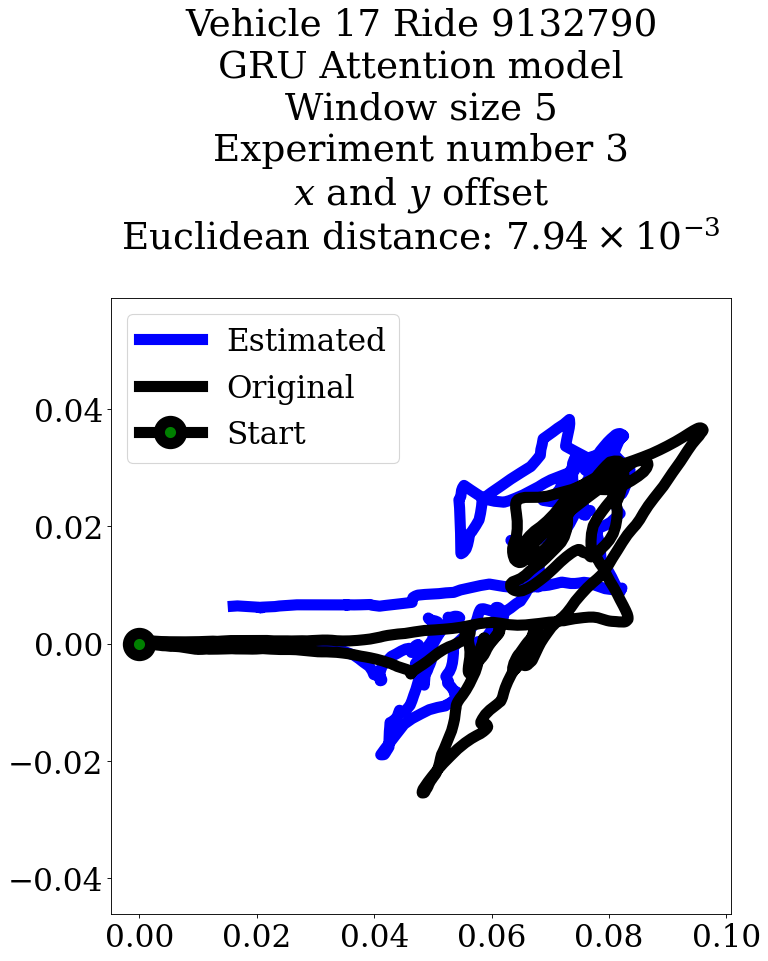 Vehicle 17 Ride 9132790
GRU Attention model
Window size 5
Experiment number 3
x and y offset
Euclidean distance: 7.94 × 10⁻³
Estimated
Original
Start
0.04
0.02
0.00
−0.02
−0.04
0.00 0.02 0.04 0.06 0.08 0.10